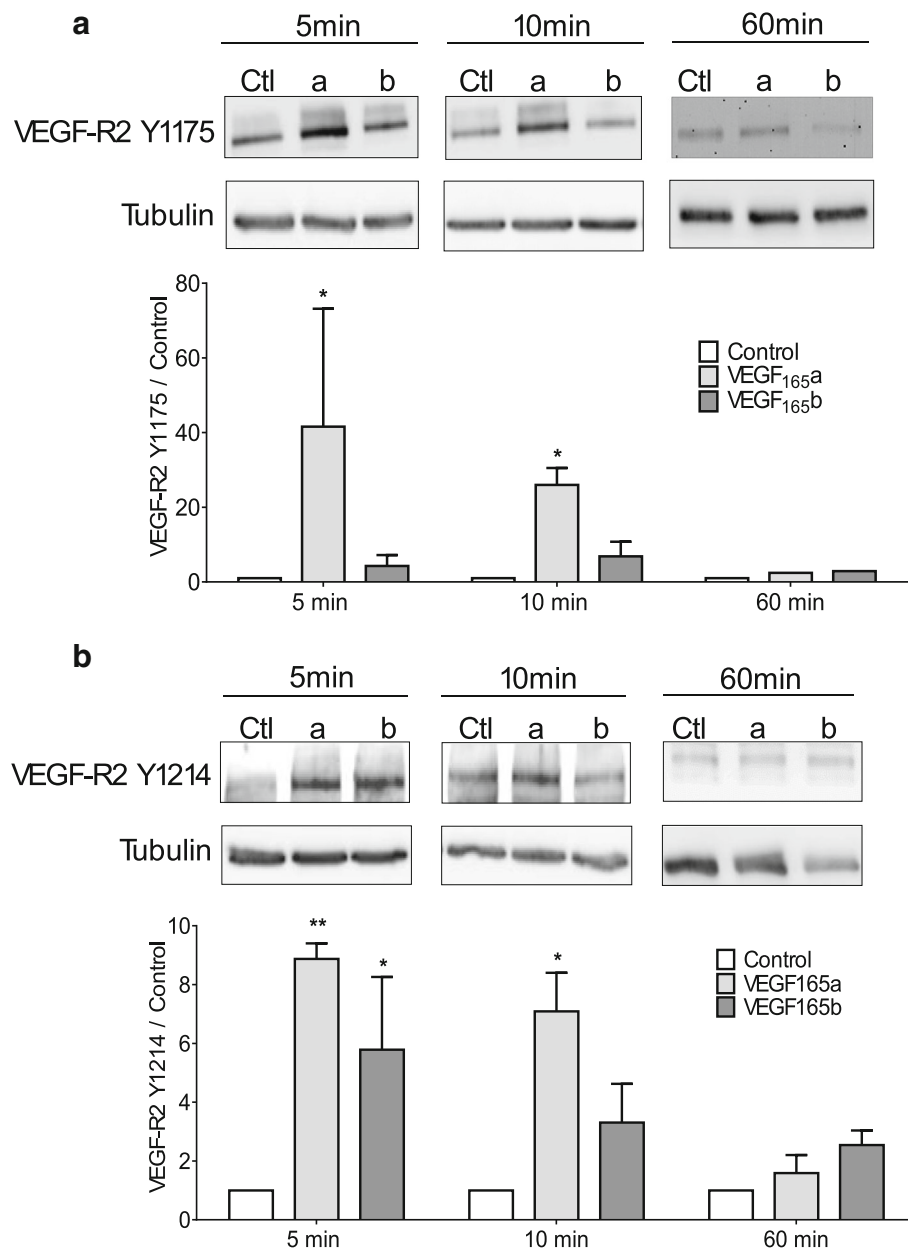 a
5min 10min 60min
Ctl a b Ctl a b Ctl a b
VEGF-R2 Y1175
Tubulin
80
60
40
20
0
VEGF-R2 Y1175 / Control
*
*
Control
VEGF165a
VEGF165b
5 min 10 min 60 min
b
5min 10min 60min
Ctl a b Ctl a b Ctl a b
VEGF-R2 Y1214
Tubulin
10
8
6
4
2
0
VEGF-R2 Y1214 / Control
**
*
*
Control
VEGF165a
VEGF165b
5 min 10 min 60 min